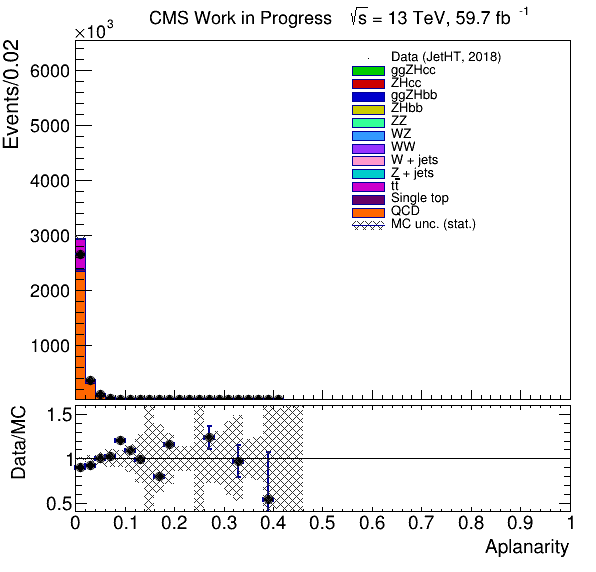 CMS Work in Progress √s = 13 TeV, 59.7 fb⁻¹
×10³
Events/0.02
6000
5000
4000
3000
2000
1000
Data (JetHT, 2018)
ggZHcc
ZHcc
ggZHbb
ZHbb
ZZ
WZ
WW
W + jets
Z + jets
tt̅
Single top
QCD
MC unc. (stat.)
Data/MC
1.5
1
0.5
0 0.1 0.2 0.3 0.4 0.5 0.6 0.7 0.8 0.9 1
Aplanarity